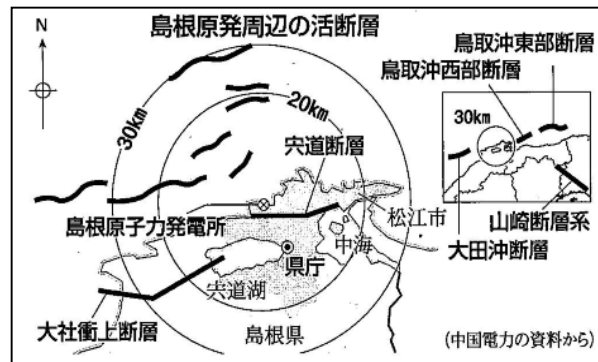 島根原発周辺の活断層
N
30km
20km
宍道断層
島根原子力発電所
松江市
中海
県庁
宍道湖
大社衝上断層
島根県
鳥取沖東部断層
鳥取沖西部断層
30km
山崎断層系
大田沖断層
(中国電力の資料から)